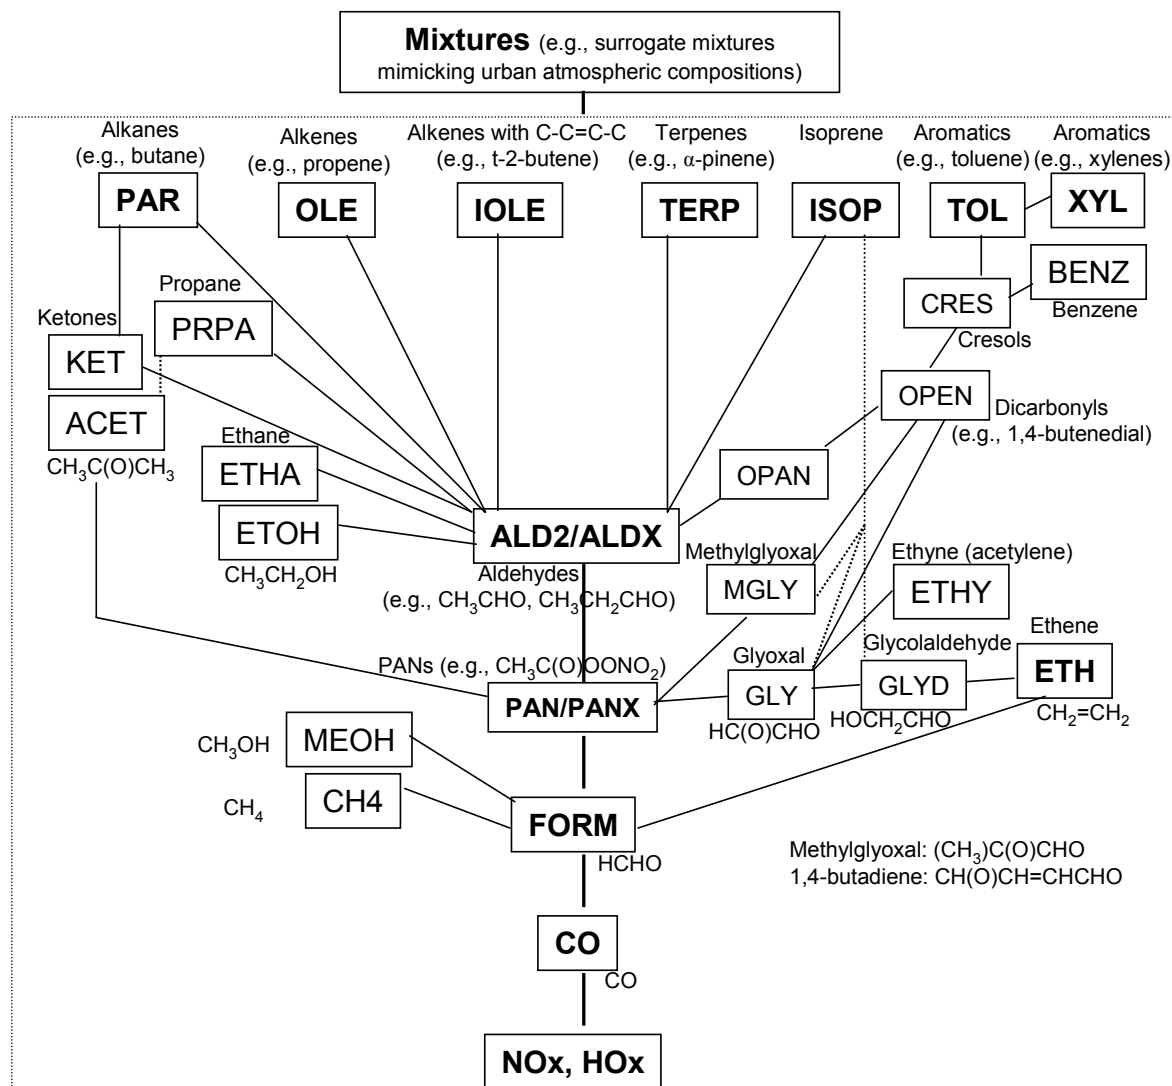 Mixtures (e.g., surrogate mixtures
mimicking urban atmospheric compositions)
Alkanes
(e.g., butane)
PAR
Alkenes
(e.g., propene)
OLE
Alkenes with C-C=C-C
(e.g., t-2-butene)
IOLE
Terpenes
(e.g., α-pinene)
TERP
Isoprene
ISOP
Aromatics
(e.g., toluene)
TOL
Aromatics
(e.g., xylenes)
XYL
BENZ
Benzene
CRES
Cresols
Propane
PRPA
Ketones
KET
ACET
CH₃C(O)CH₃
OPEN
Dicarbonyls
(e.g., 1,4-butenedial)
Ethane
ETHA
OPAN
ETOH
CH₃CH₂OH
ALD2/ALDX
Aldehydes
(e.g., CH₃CHO, CH₃CH₂CHO)
Methylglyoxal
MGLY
Ethyne (acetylene)
ETHY
PANs (e.g., CH₃C(O)OONO₂)
PAN/PANX
Glyoxal
GLY
HC(O)CHO
Glycolaldehyde
GLYD
HOCH₂CHO
Ethene
ETH
CH₂=CH₂
CH₃OH
MEOH
CH₄
CH4
FORM
HCHO
Methylglyoxal: (CH₃)C(O)CHO
1,4-butadiene: CH(O)CH=CHCHO
CO
CO
NOx, HOx